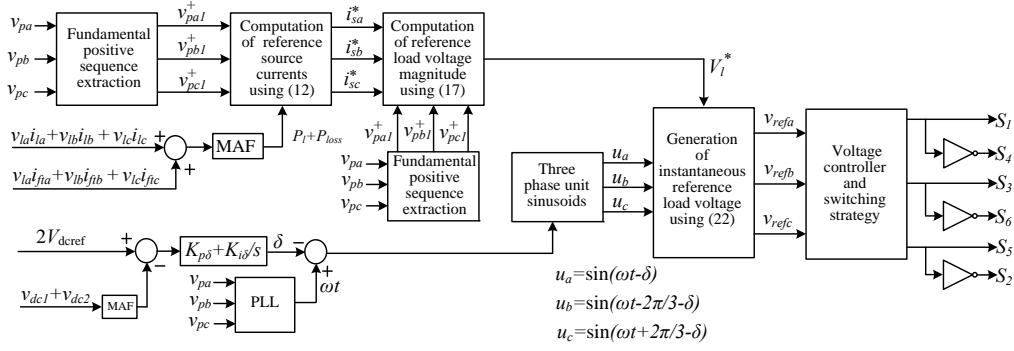 v_pa
v_pb
v_pc
Fundamental
positive
sequence
extraction
v⁺_pa1
v⁺_pb1
v⁺_pc1
Computation
of reference
source
currents
using (12)
i*_sa
i*_sb
i*_sc
Computation
of reference
load voltage
magnitude
using (17)
V_l*
v_la i_la+v_lb i_lb + v_lc i_lc
+
+
MAF
P_l+P_loss
v_la i_fta+v_lb i_ftb + v_lc i_ftc
v⁺_pa1
v⁺_pb1
v⁺_pc1
v_pa
v_pb
v_pc
Fundamental
positive
sequence
extraction
Three
phase unit
sinusoids
u_a
u_b
u_c
Generation of
instantaneous
reference
load voltage
using (22)
v_refa
v_refb
v_refc
Voltage
controller
and
switching
strategy
S_1
S_4
S_3
S_6
S_5
S_2
2V_dcref
+
−
K_pδ+K_iδ/s
δ
−
+
ωt
v_dc1+v_dc2
MAF
v_pa
v_pb
v_pc
PLL
u_a=sin(ωt-δ)
u_b=sin(ωt-2π/3-δ)
u_c=sin(ωt+2π/3-δ)